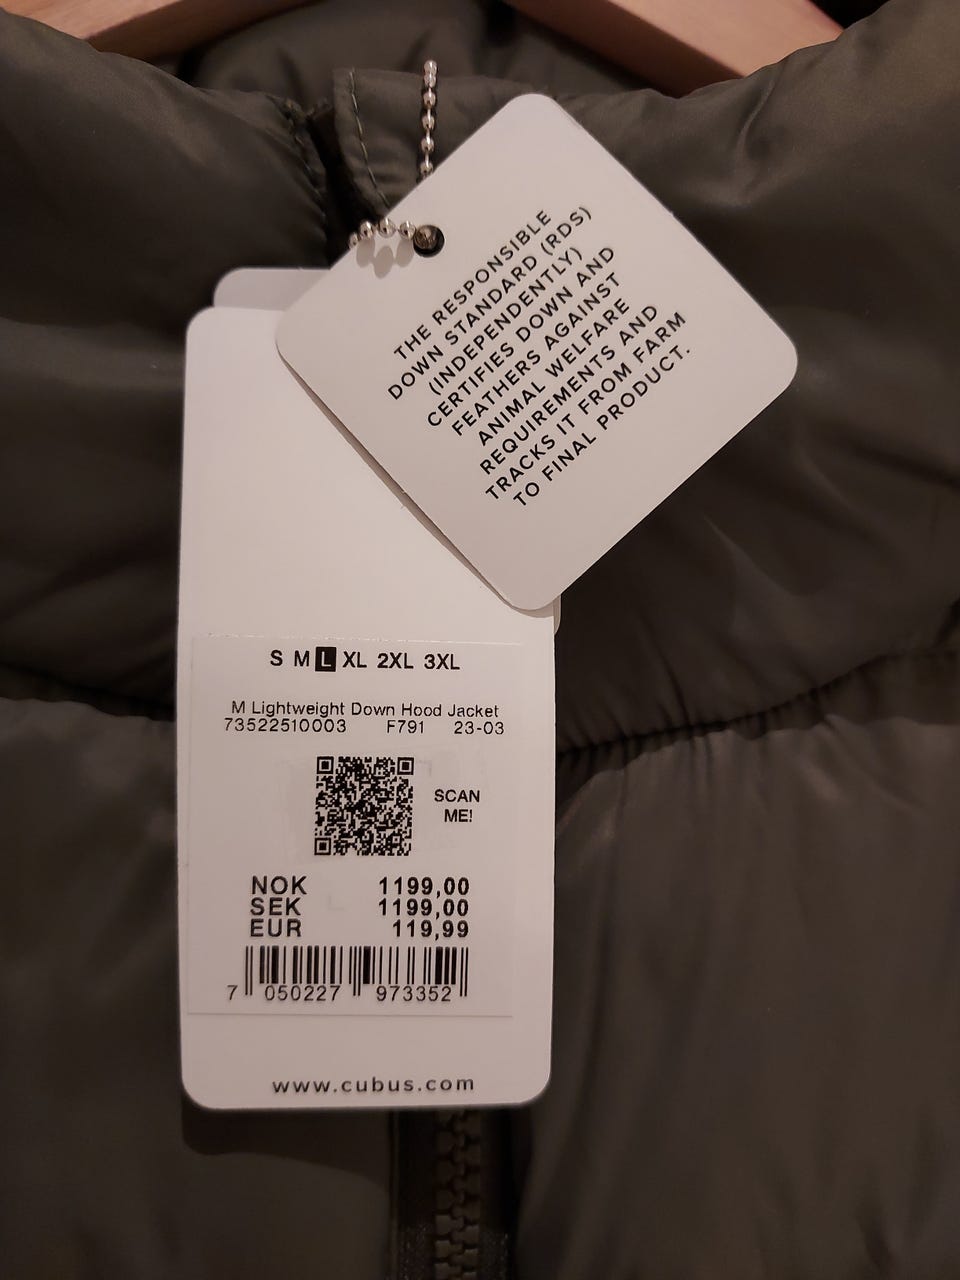 THE RESPONSIBLE
DOWN STANDARD (RDS)
(INDEPENDENTLY)
CERTIFIES DOWN AND
FEATHERS AGAINST
ANIMAL WELFARE
REQUIREMENTS AND
TRACKS IT FROM FARM
TO FINAL PRODUCT.
S M L XL 2XL 3XL
M Lightweight Down Hood Jacket
73522510003 F791 23-03
SCAN
ME!
NOK 1199,00
SEK 1199,00
EUR 119,99
7 050227 973352
www.cubus.com